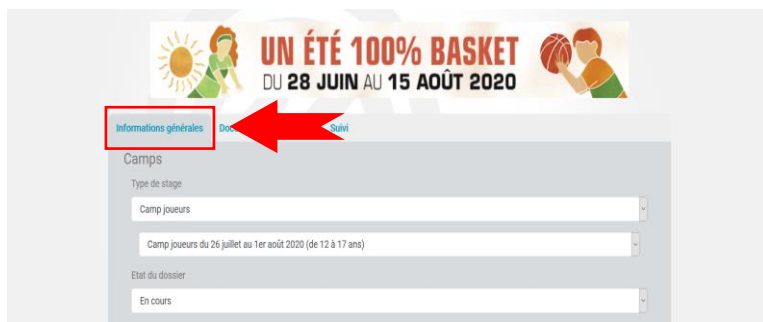 UN ÉTÉ 100% BASKET
DU 28 JUIN AU 15 AOÛT 2020
Informations générales Suivi
Camps
Type de stage
Camp joueurs
Camp joueurs du 26 juillet au 1er août 2020 (de 12 à 17 ans)
Etat du dossier
En cours